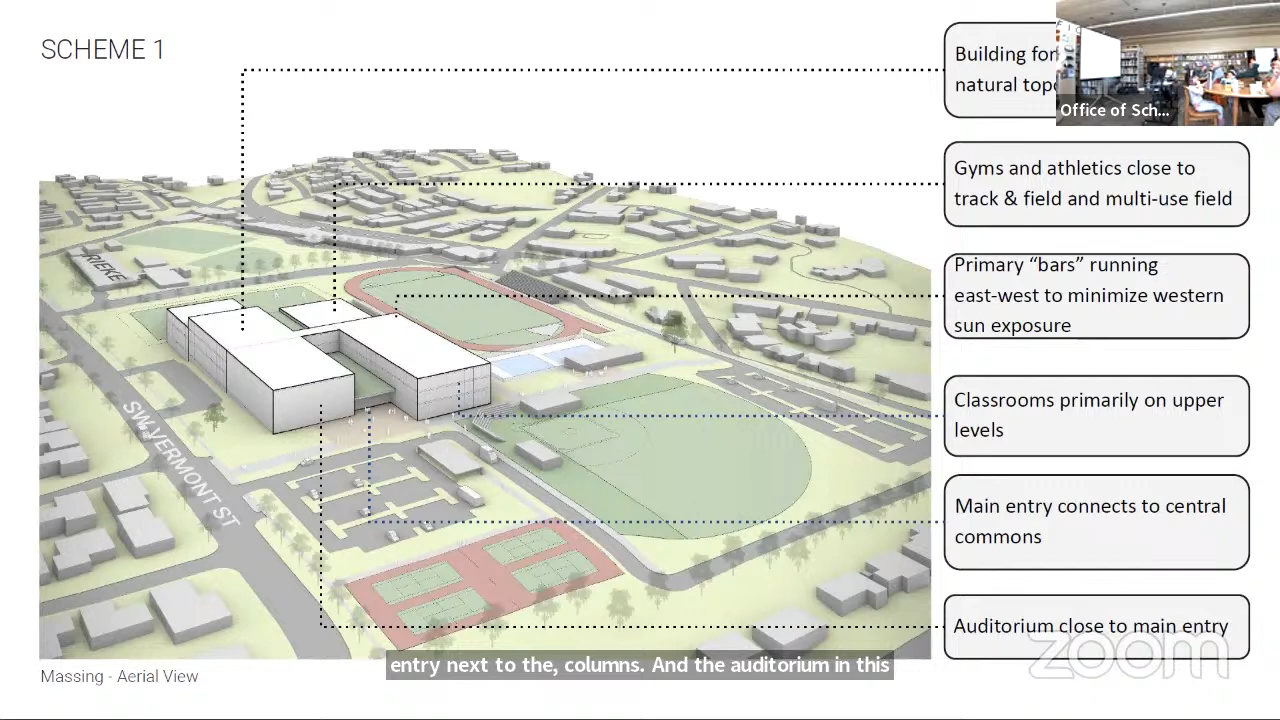 SCHEME 1
Building for
natural top
Office of Sch...
Gyms and athletics close to
track & field and multi-use field
Primary “bars” running
east-west to minimize western
sun exposure
Classrooms primarily on upper
levels
Main entry connects to central
commons
Auditorium close to main entry
RIEKE
SW VERMONT ST
entry next to the, columns. And the auditorium in this
zoom
Massing - Aerial View